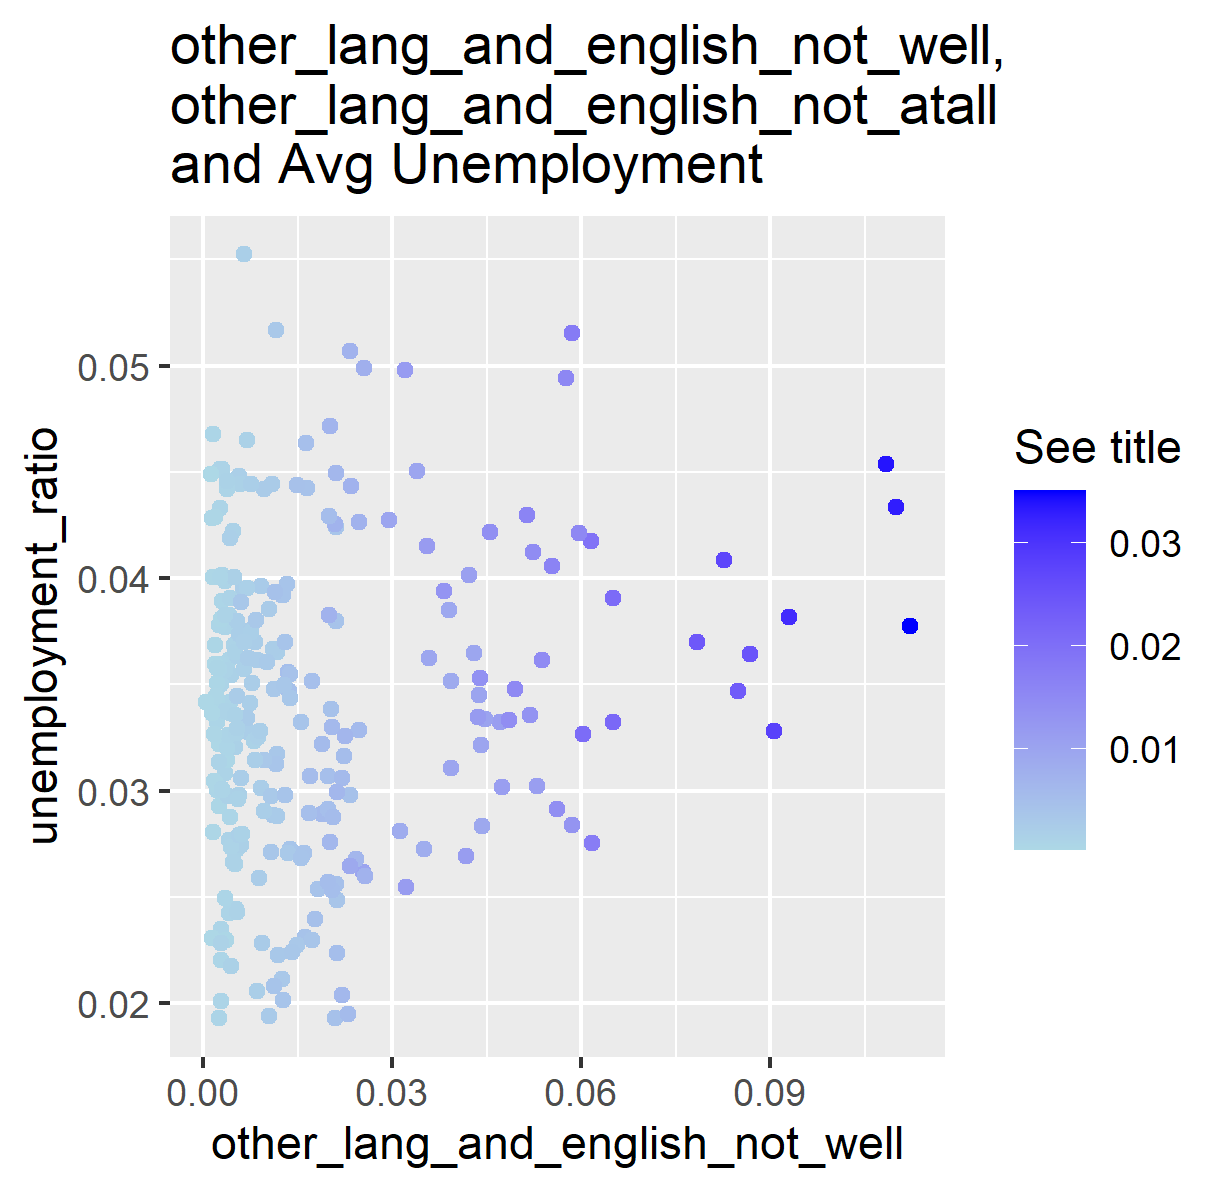 other_lang_and_english_not_well,
other_lang_and_english_not_atall
and Avg Unemployment
unemployment_ratio
0.05
0.04
0.03
0.02
0.00
0.03
0.06
0.09
other_lang_and_english_not_well
See title
0.03
0.02
0.01